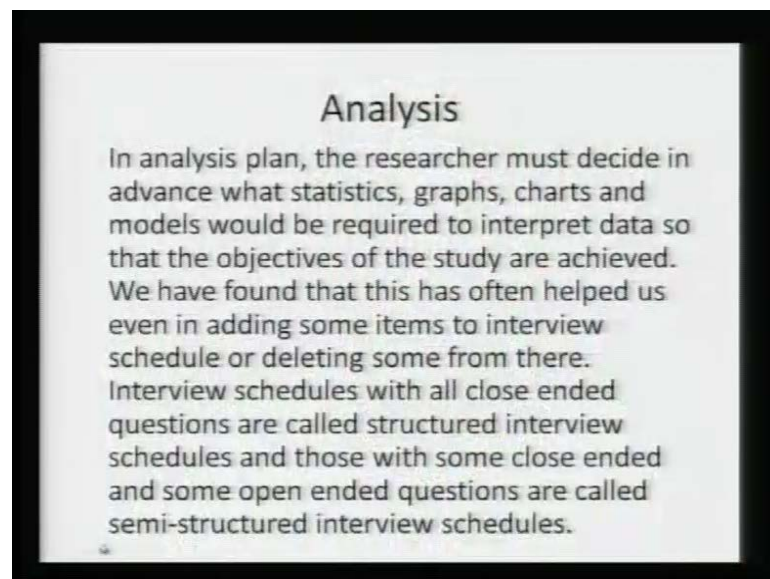 Analysis
In analysis plan, the researcher must decide in
advance what statistics, graphs, charts and
models would be required to interpret data so
that the objectives of the study are achieved.
We have found that this has often helped us
even in adding some items to interview
schedule or deleting some from there.
Interview schedules with all close ended
questions are called structured interview
schedules and those with some close ended
and some open ended questions are called
semi-structured interview schedules.